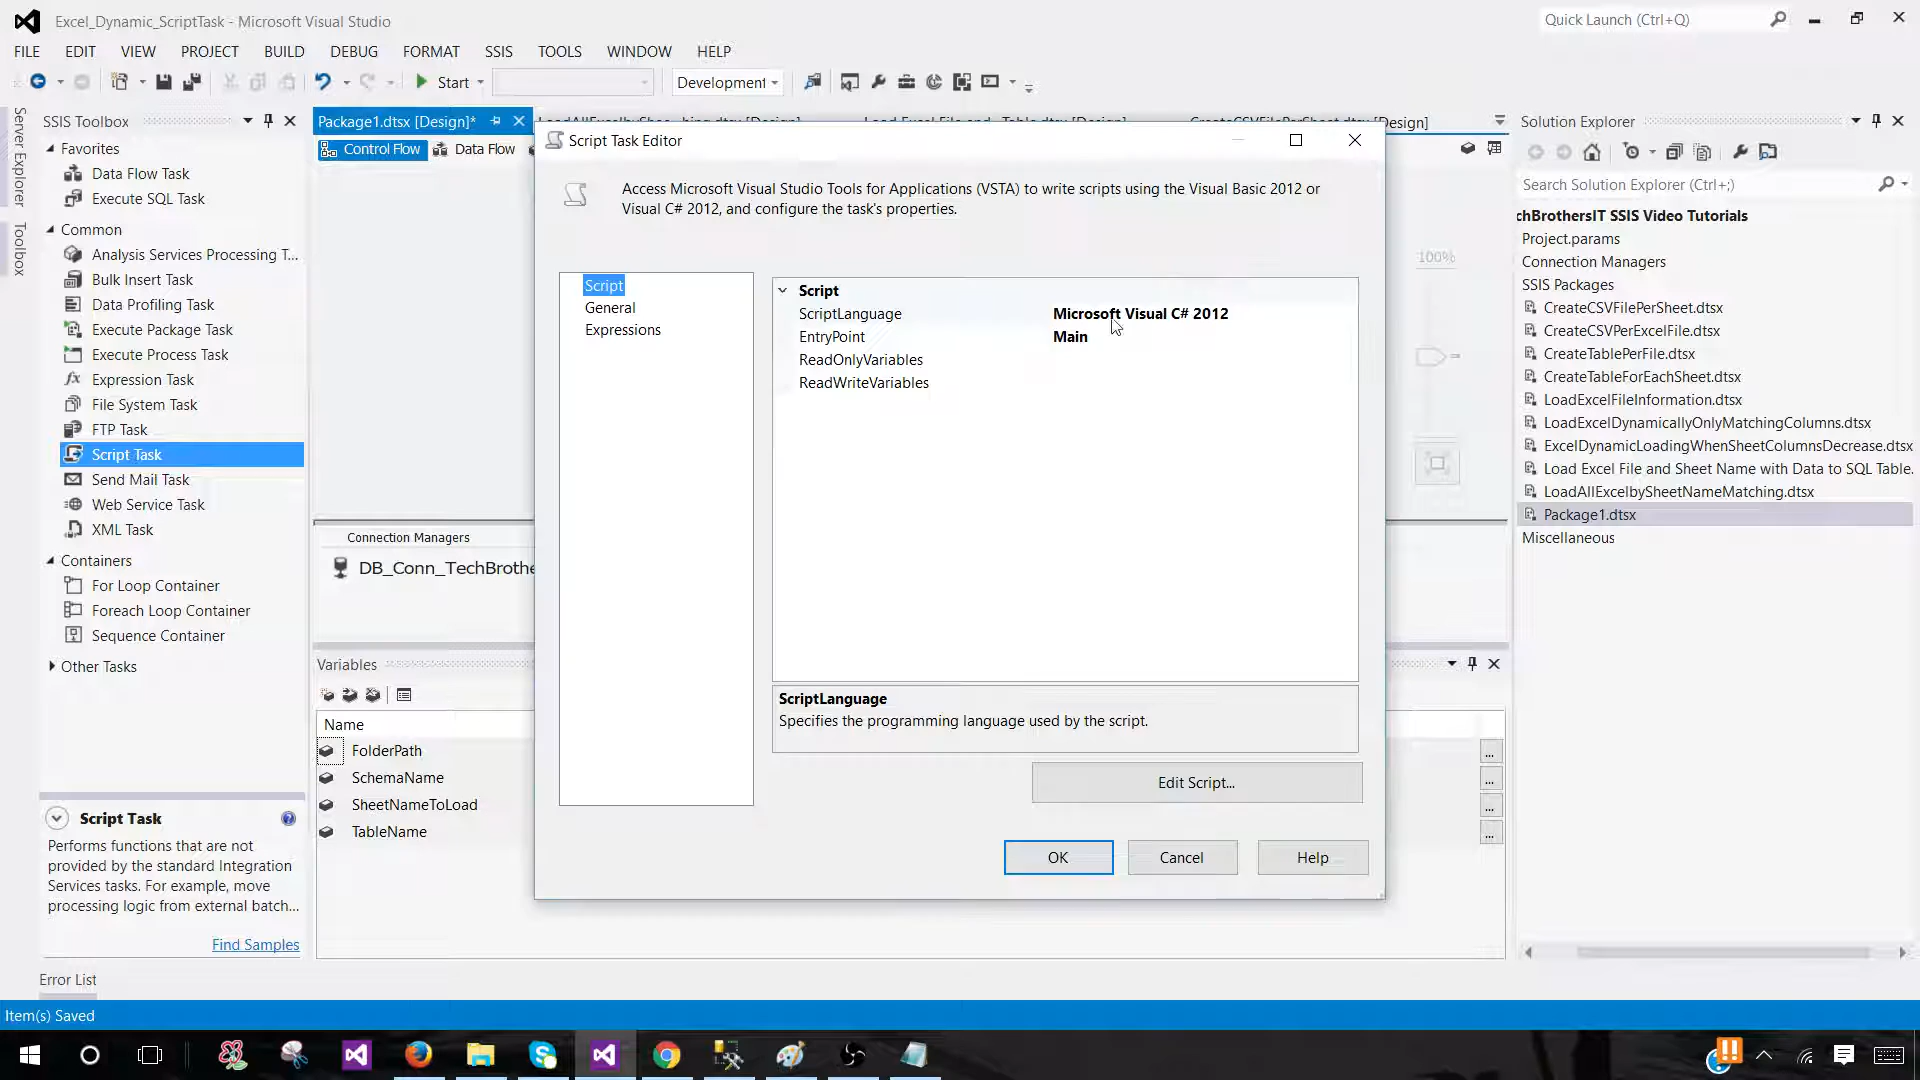 Excel_Dynamic_ScriptTask - Microsoft Visual Studio
Quick Launch (Ctrl+Q)
FILE EDIT VIEW PROJECT BUILD DEBUG FORMAT SSIS TOOLS WINDOW HELP
Start
Development
Server Explorer
Toolbox
SSIS Toolbox
Favorites
Data Flow Task
Execute SQL Task
Common
Analysis Services Processing T...
Bulk Insert Task
Data Profiling Task
Execute Package Task
Execute Process Task
Expression Task
File System Task
FTP Task
Script Task
Send Mail Task
Web Service Task
XML Task
Containers
For Loop Container
Foreach Loop Container
Sequence Container
Other Tasks
Script Task
Performs functions that are not
provided by the standard Integration
Services tasks. For example, move
processing logic from external batch...
Find Samples
Error List
Item(s) Saved
Package1.dtsx [Design]*
Control Flow
Data Flow
Design]
100%
Connection Managers
DB_Conn_TechBrothe
Variables
Name
FolderPath
SchemaName
SheetNameToLoad
TableName
Script Task Editor
Access Microsoft Visual Studio Tools for Applications (VSTA) to write scripts using the Visual Basic 2012 or
Visual C# 2012, and configure the task's properties.
Script
General
Expressions
Script
ScriptLanguage Microsoft Visual C# 2012
EntryPoint Main
ReadOnlyVariables
ReadWriteVariables
ScriptLanguage
Specifies the programming language used by the script.
Edit Script...
OK Cancel Help
Solution Explorer
Search Solution Explorer (Ctrl+;)
chBrothersIT SSIS Video Tutorials
Project.params
Connection Managers
SSIS Packages
CreateCSVFilePerSheet.dtsx
CreateCSVPerExcelFile.dtsx
CreateTablePerFile.dtsx
CreateTableForEachSheet.dtsx
LoadExcelFileInformation.dtsx
LoadExcelDynamicallyOnlyMatchingColumns.dtsx
ExcelDynamicLoadingWhenSheetColumnsDecrease.dtsx
Load Excel File and Sheet Name with Data to SQL Table.
LoadAllExcelbySheetNameMatching.dtsx
Package1.dtsx
Miscellaneous